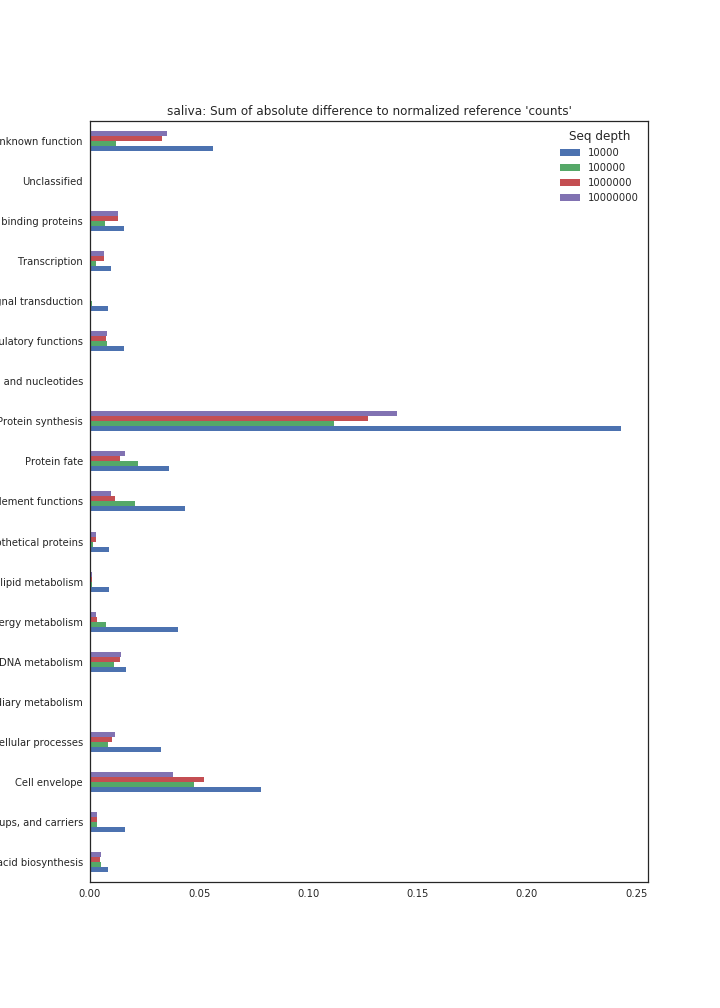 saliva: Sum of absolute difference to normalized reference 'counts'
Seq depth
10000
100000
1000000
10000000
nknown function
Unclassified
binding proteins
Transcription
nal transduction
ulatory functions
and nucleotides
Protein synthesis
Protein fate
lement functions
othetical proteins
lipid metabolism
ergy metabolism
DNA metabolism
diary metabolism
ellular processes
Cell envelope
ups, and carriers
acid biosynthesis
0.00 0.05 0.10 0.15 0.20 0.25